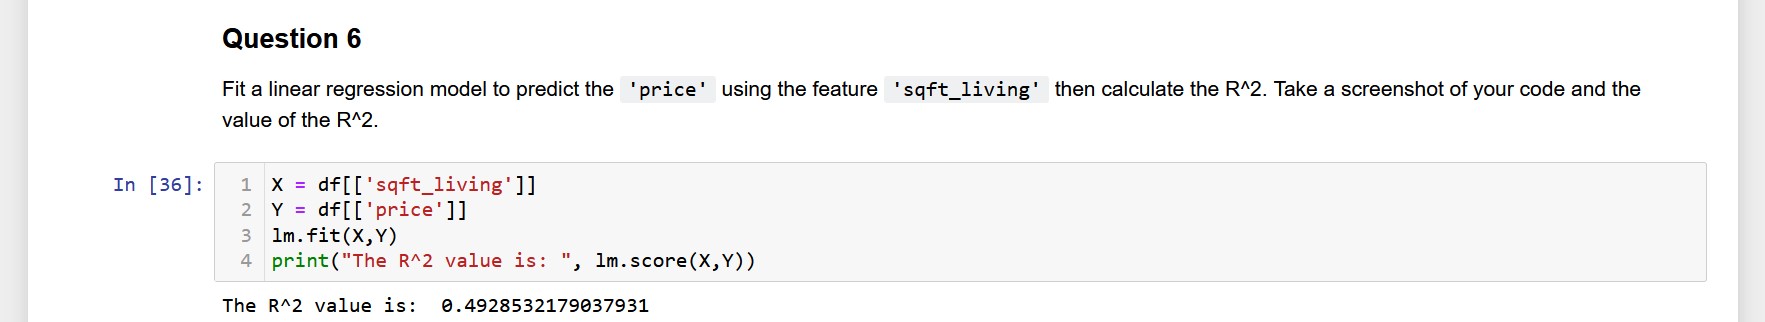 Question 6
Fit a linear regression model to predict the 'price' using the feature 'sqft_living' then calculate the R^2. Take a screenshot of your code and the
value of the R^2.
In [36]:
1 X = df[['sqft_living']]
2 Y = df[['price']]
3 lm.fit(X,Y)
4 print("The R^2 value is: ", lm.score(X,Y))
The R^2 value is:  0.4928532179037931